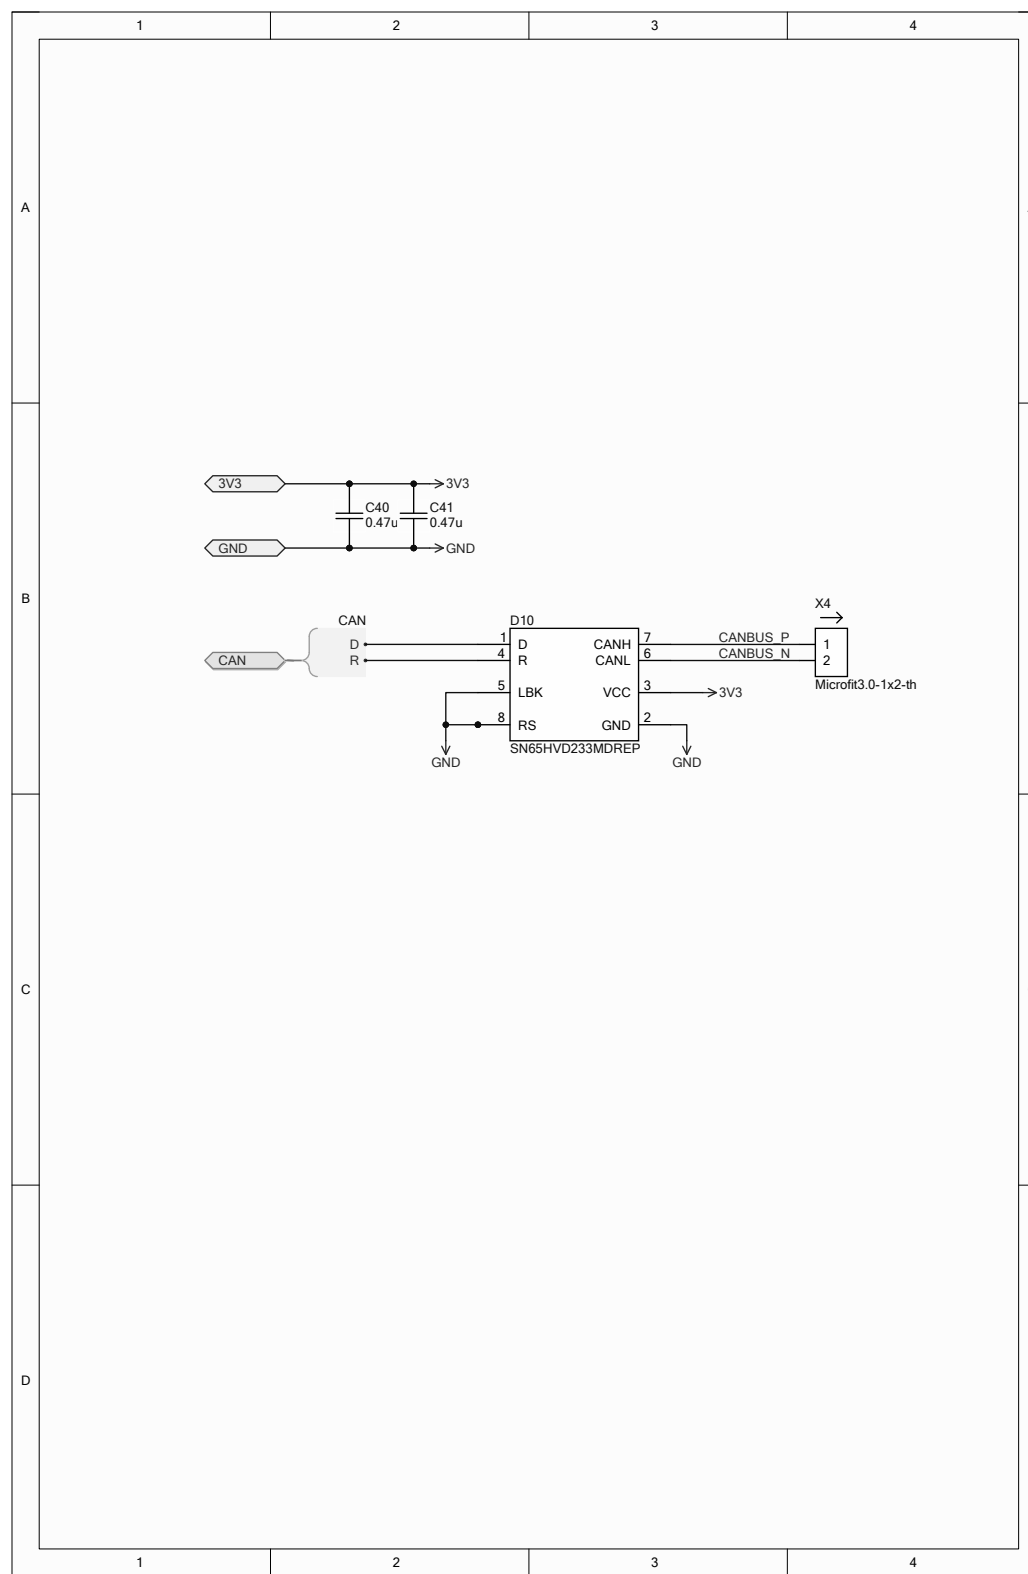 1 2 3 4
A
3V3 3V3
C40 C41
0.47u 0.47u
GND GND
B
X4
CAN D10
D 1 D CANH 7 CANBUS_P 1
CAN R 4 R CANL 6 CANBUS_N 2
Microfit3.0-1x2-th
5 LBK VCC 3 3V3
8 RS GND 2
SN65HVD233MDREP
GND GND
C
D
1 2 3 4